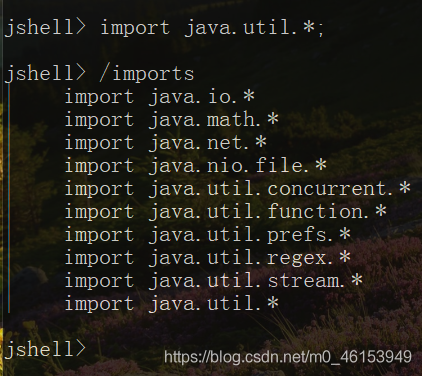 jshell> import java.util.*;
jshell> /imports
import java.io.*
import java.math.*
import java.net.*
import java.nio.file.*
import java.util.concurrent.*
import java.util.function.*
import java.util.prefs.*
import java.util.regex.*
import java.util.stream.*
import java.util.*
jshell>
https://blog.csdn.net/m0_46153949